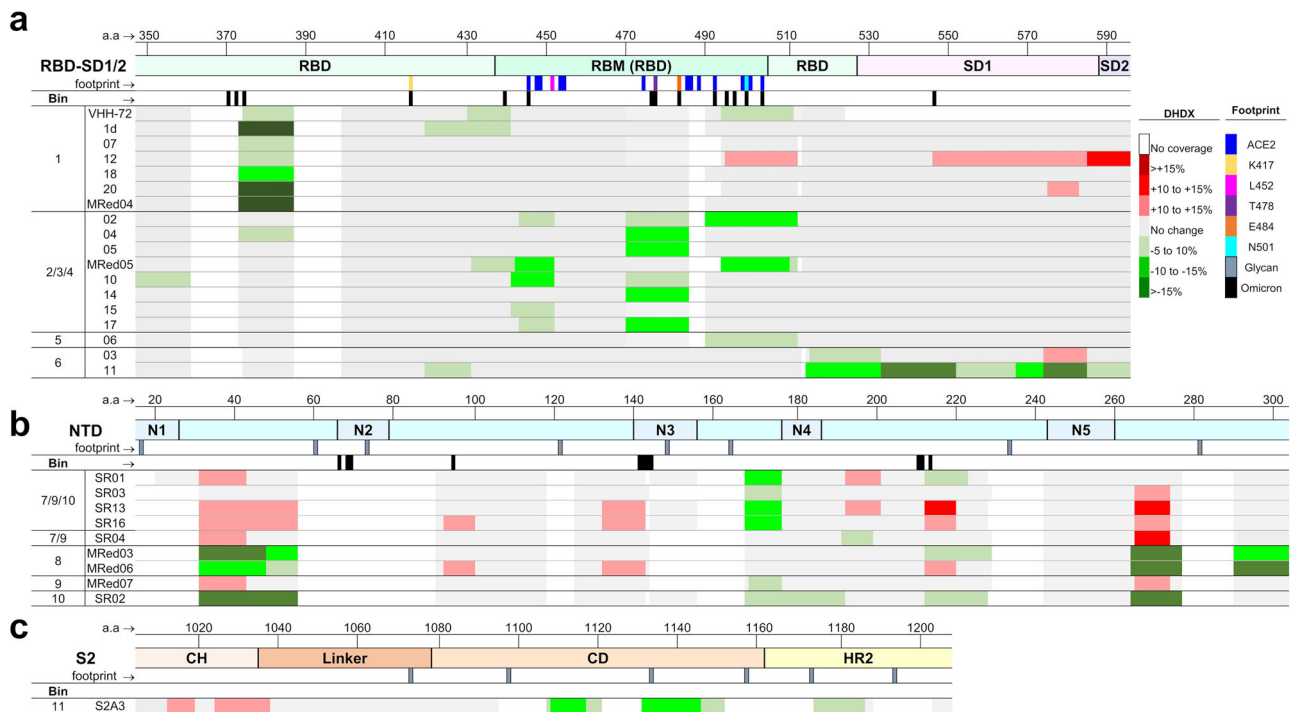 a
a.a → 350 370 390 410 430 450 470 490 510 530 550 570 590
RBD-SD1/2 RBD RBM (RBD) RBD SD1 SD2
footprint →
Bin →
1
VHH-72
1d
07
12
18
20
MRed04
2/3/4
02
04
05
MRed05
10
14
15
17
5 06
6
03
11
DHDX
No coverage
>+15%
+10 to +15%
+10 to +15%
No change
-5 to 10%
-10 to -15%
>-15%
Footprint
ACE2
K417
L452
T478
E484
N501
Glycan
Omicron
b
a.a → 20 40 60 80 100 120 140 160 180 200 220 240 260 280 300
NTD N1 N2 N3 N4 N5
footprint →
Bin →
7/9/10
SR01
SR03
SR13
SR16
7/9 SR04
8
MRed03
MRed06
9 MRed07
10 SR02
c
a.a → 1020 1040 1060 1080 1100 1120 1140 1160 1180 1200
S2 CH Linker CD HR2
footprint →
Bin
11 S2A3